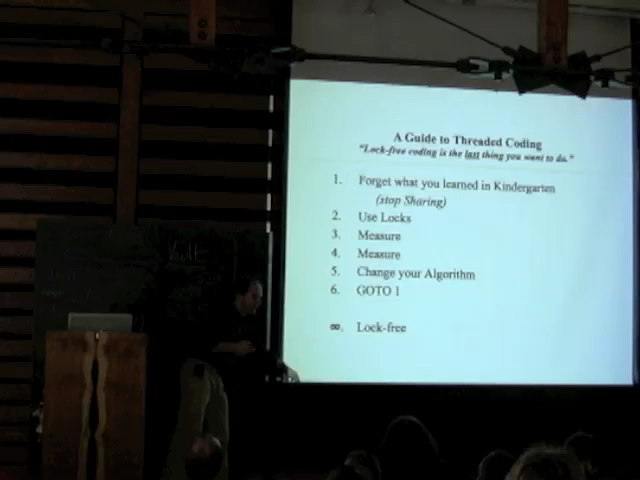 A Guide to Threaded Coding
"Lock-free coding is the last thing you want to do."
1. Forget what you learned in Kindergarten
(stop Sharing)
2. Use Locks
3. Measure
4. Measure
5. Change your Algorithm
6. GOTO 1
∞. Lock-free